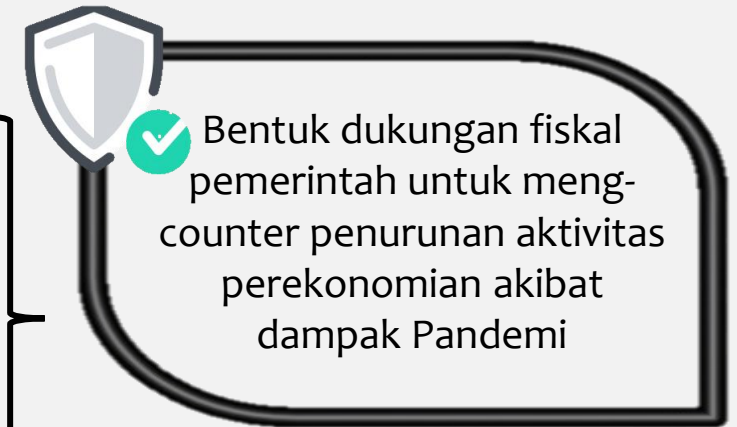 Bentuk dukungan fiskal
pemerintah untuk meng-
counter penurunan aktivitas
perekonomian akibat
dampak Pandemi